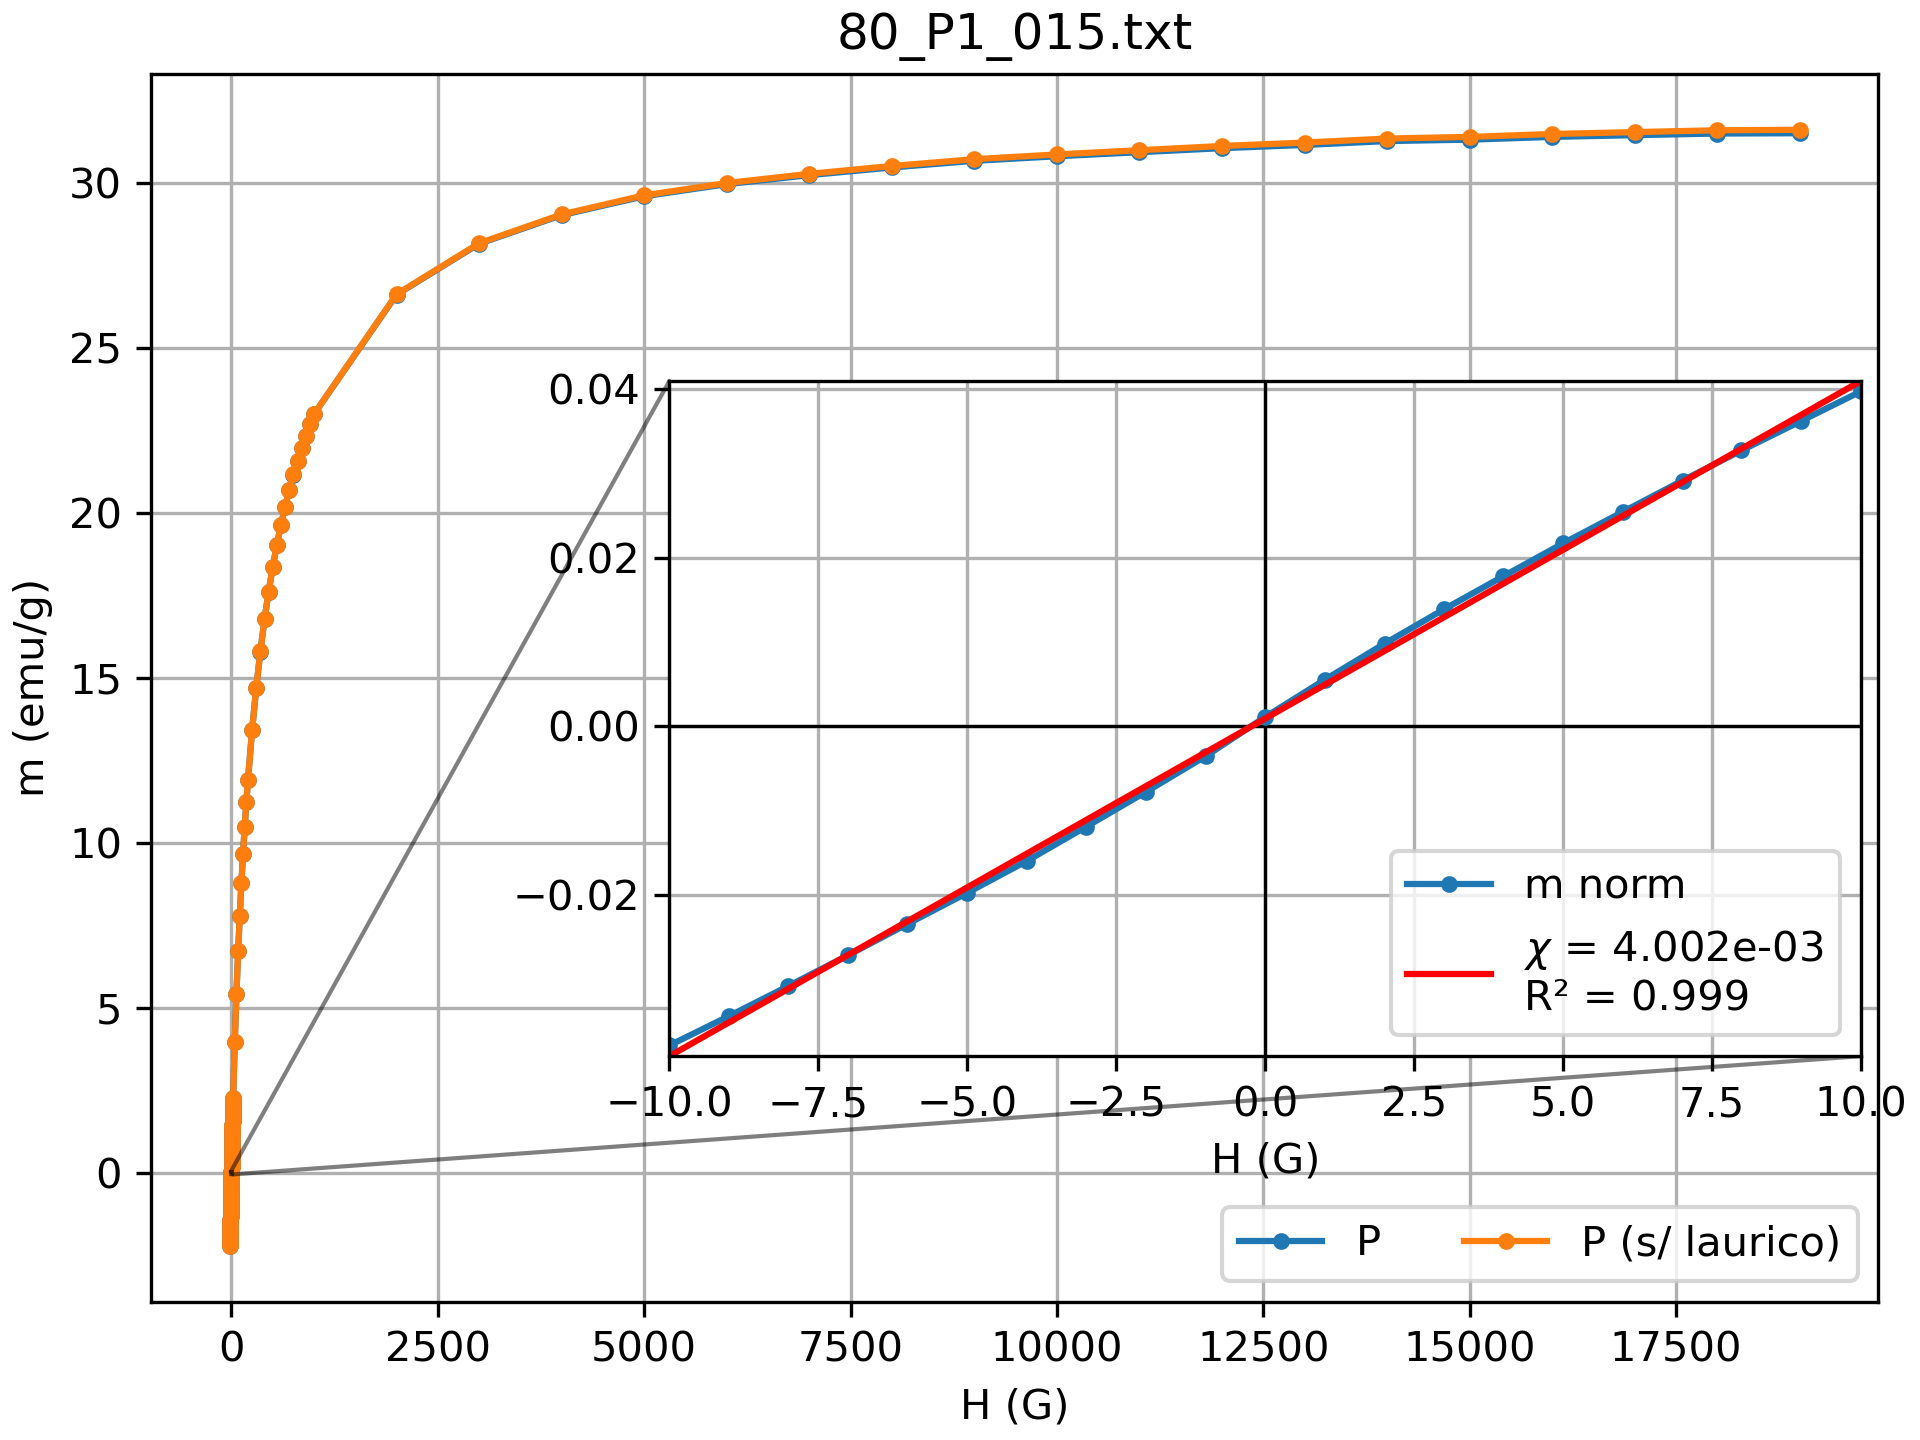 80_P1_015.txt
m (emu/g)
30
25
20
15
10
5
0
0.04
0.02
0.00
−0.02
m norm
χ = 4.002e-03
R² = 0.999
−10.0 −7.5 −5.0 −2.5 0.0 2.5 5.0 7.5 10.0
H (G)
P P (s/ laurico)
0 2500 5000 7500 10000 12500 15000 17500
H (G)